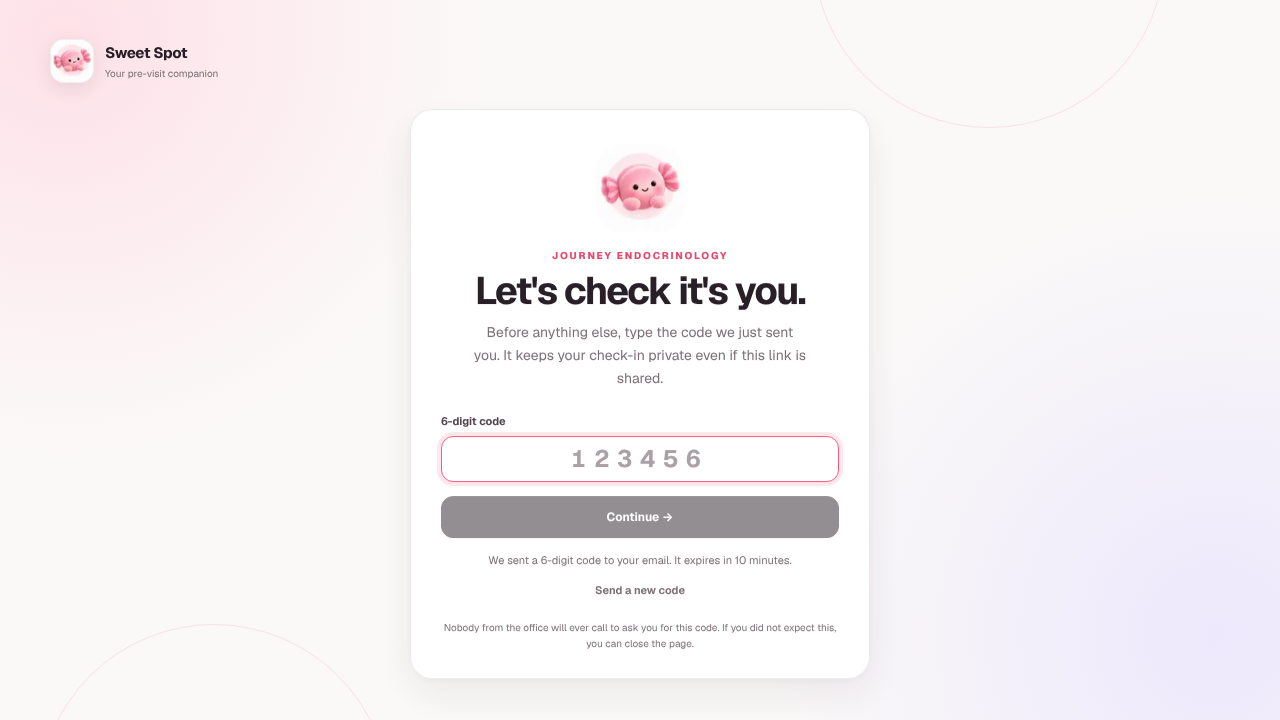 Sweet Spot
Your pre-visit companion
JOURNEY ENDOCRINOLOGY
Let's check it's you.
Before anything else, type the code we just sent
you. It keeps your check-in private even if this link is
shared.
6-digit code
123456
Continue →
We sent a 6-digit code to your email. It expires in 10 minutes.
Send a new code
Nobody from the office will ever call to ask you for this code. If you did not expect this,
you can close the page.